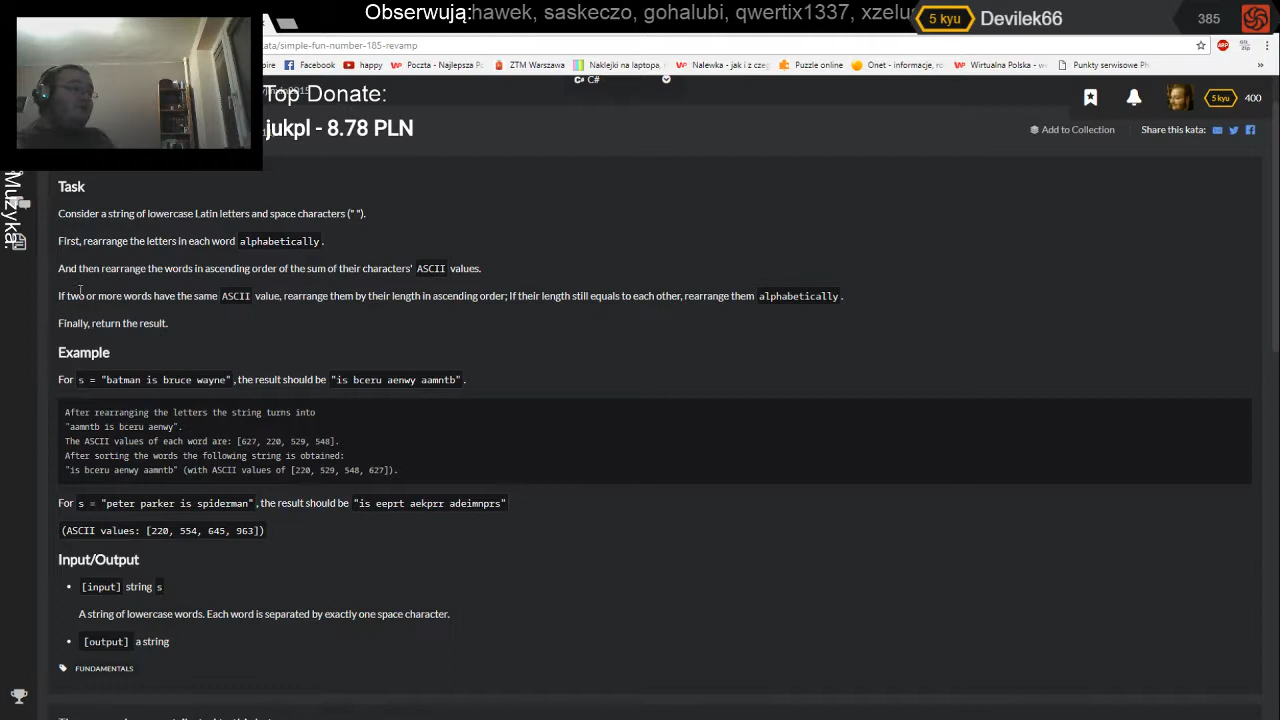 Obserwują: hawek, saskeczo, gohalubi, qwertix1337, xzelu
5 kyu Devilek66 385
kata/simple-fun-number-185-revamp
Facebook happy Poczta - Najlepsza P ZTM Warszawa Naklejki na laptopa, Nalewka - jak i z czeg Puzzle online Onet - informacje, ro Wirtualna Polska - ws Punkty serwisowe Ph »
C#
Top Donate:
5 kyu 400
jukpl - 8.78 PLN
Add to Collection Share this kata:
Muzyka:
Task
Consider a string of lowercase Latin letters and space characters (" ").
First, rearrange the letters in each word alphabetically.
And then rearrange the words in ascending order of the sum of their characters' ASCII values.
If two or more words have the same ASCII value, rearrange them by their length in ascending order; If their length still equals to each other, rearrange them alphabetically.
Finally, return the result.
Example
For s = "batman is bruce wayne", the result should be "is bceru aenwy aamntb".
After rearranging the letters the string turns into
"aamntb is bceru aenwy".
The ASCII values of each word are: [627, 220, 529, 548].
After sorting the words the following string is obtained:
"is bceru aenwy aamntb" (with ASCII values of [220, 529, 548, 627]).
For s = "peter parker is spiderman", the result should be "is eeprt aekprr adeimnprs"
(ASCII values: [220, 554, 645, 963])
Input/Output
• [input] string s
A string of lowercase words. Each word is separated by exactly one space character.
• [output] a string
FUNDAMENTALS